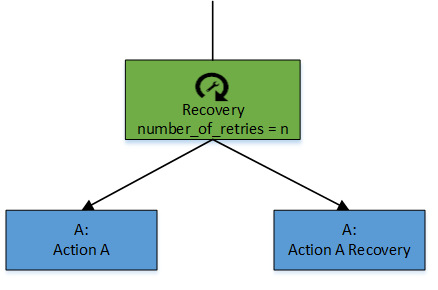 Recovery
number_of_retries = n
A:
Action A
A:
Action A Recovery